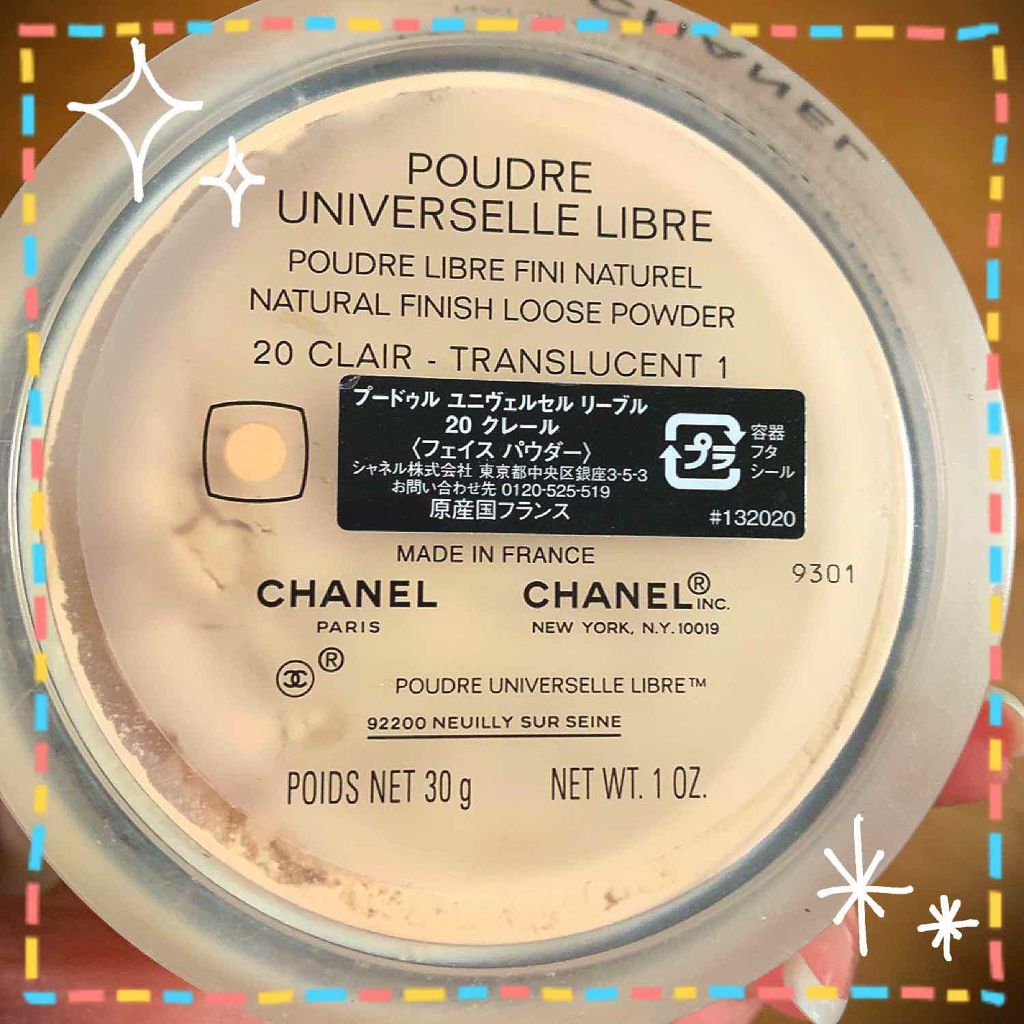 CHANEL
POUDRE
UNIVERSELLE LIBRE
POUDRE LIBRE FINI NATUREL
NATURAL FINISH LOOSE POWDER
20 CLAIR - TRANSLUCENT 1
プードゥル ユニヴェルセル リーブル
20 クレール
〈フェイス パウダー〉
シャネル株式会社 東京都中央区銀座3-5-3
お問い合わせ先 0120-525-519
原産国フランス
プラ
容器
フタ
シール
#132020
MADE IN FRANCE
9301
CHANEL
PARIS
CHANEL® INC.
NEW YORK, N.Y. 10019
®
POUDRE UNIVERSELLE LIBRE™
92200 NEUILLY SUR SEINE
POIDS NET 30 g
NET WT. 1 OZ.